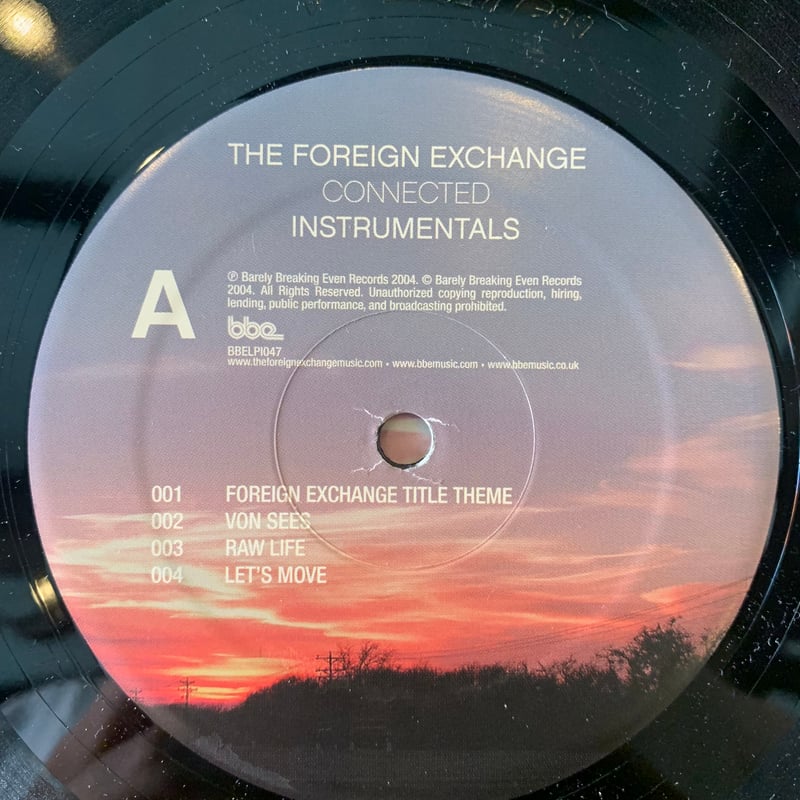 THE FOREIGN EXCHANGE
CONNECTED
INSTRUMENTALS
A
℗ Barely Breaking Even Records 2004. © Barely Breaking Even Records
2004. All Rights Reserved. Unauthorized copying reproduction, hiring,
lending, public performance, and broadcasting prohibited.
bbe
BBELPI047
www.theforeignexchangemusic.com • www.bbemusic.com • www.bbemusic.co.uk
001 FOREIGN EXCHANGE TITLE THEME
002 VON SEES
003 RAW LIFE
004 LET'S MOVE